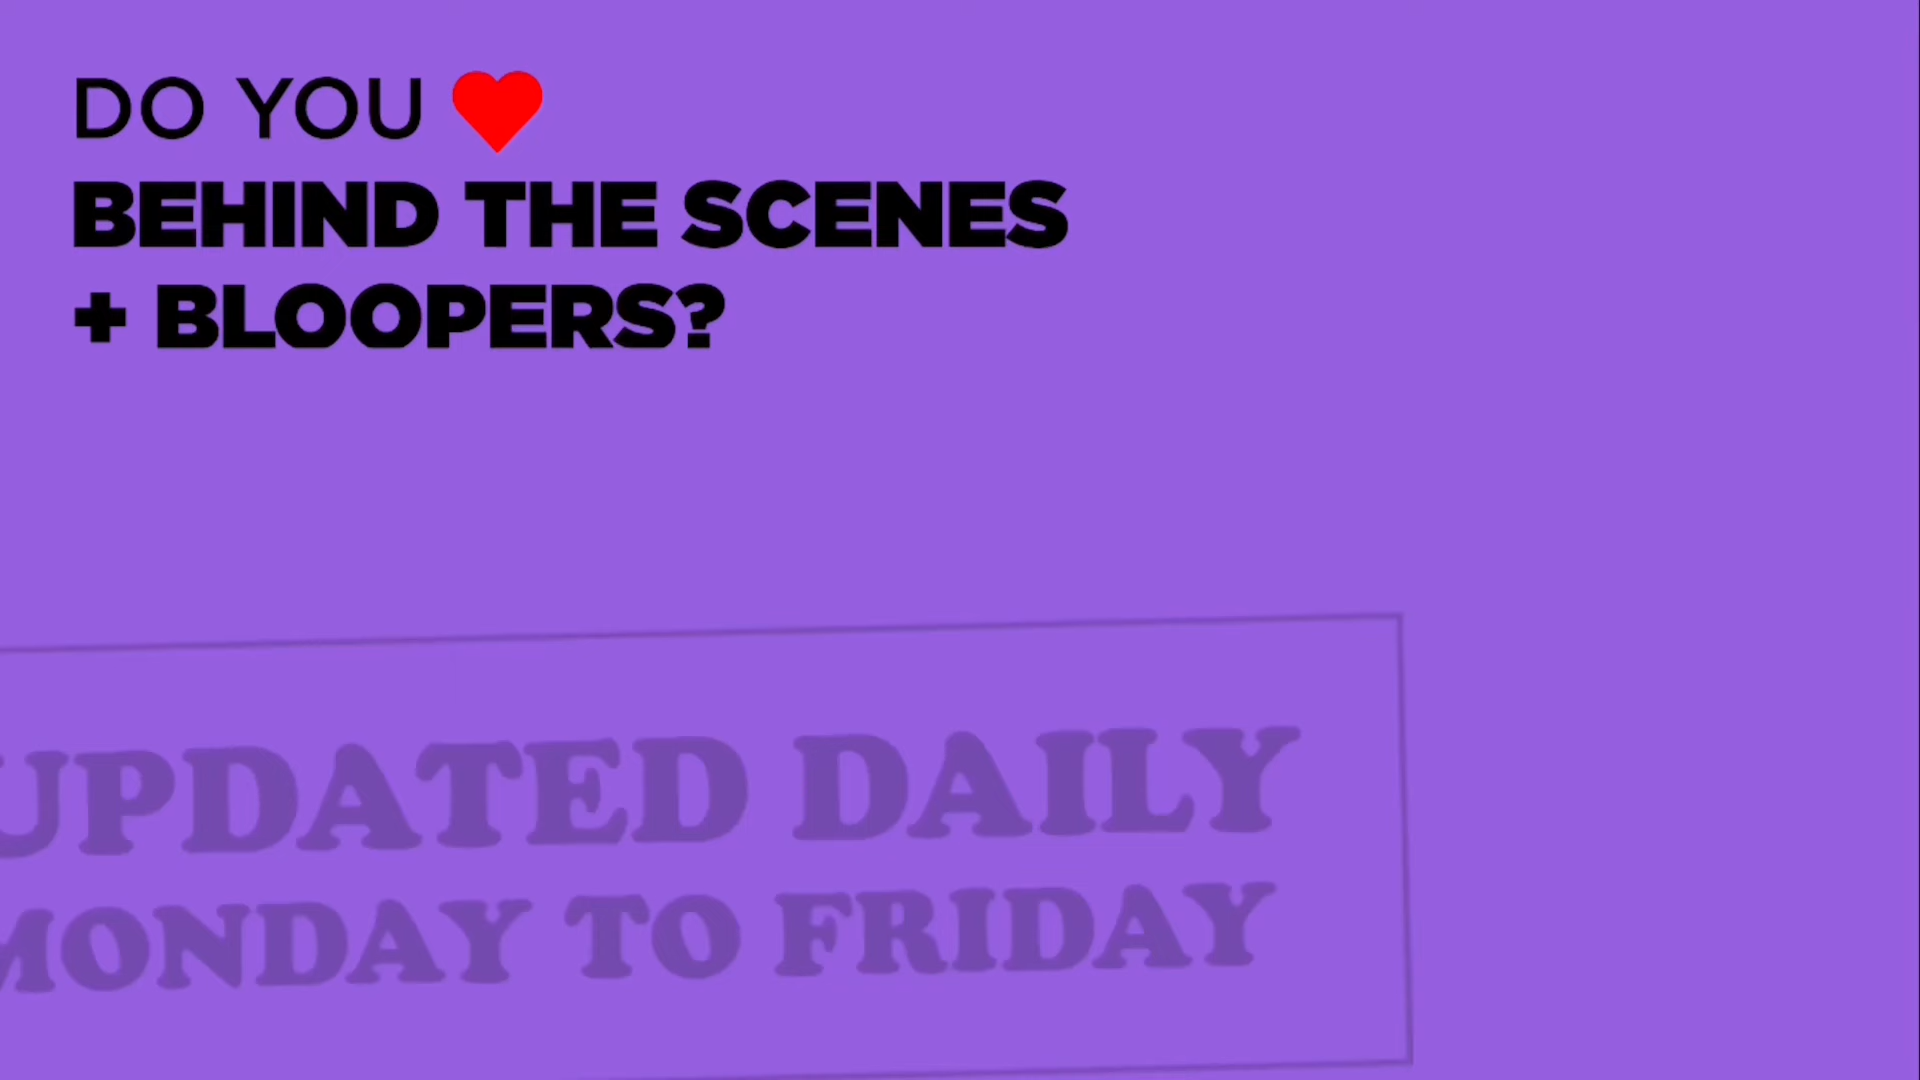 DO YOU ❤
BEHIND THE SCENES
+ BLOOPERS?
UPDATED DAILY
MONDAY TO FRIDAY